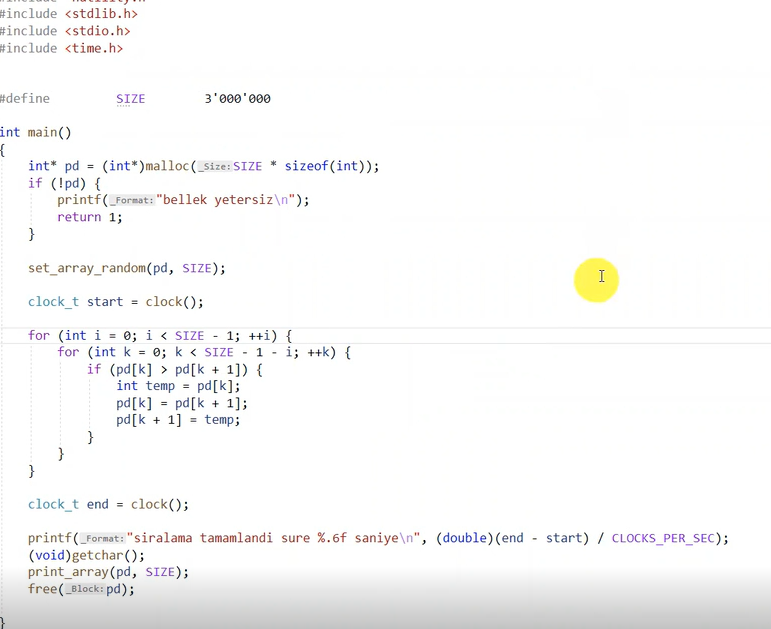 #include <stdlib.h>
#include <stdio.h>
#include <time.h>
#define SIZE 3'000'000
int main()
{
int* pd = (int*)malloc(_Size:SIZE * sizeof(int));
if (!pd) {
printf(_Format:"bellek yetersiz\n");
return 1;
}
set_array_random(pd, SIZE);
clock_t start = clock();
for (int i = 0; i < SIZE - 1; ++i) {
for (int k = 0; k < SIZE - 1 - i; ++k) {
if (pd[k] > pd[k + 1]) {
int temp = pd[k];
pd[k] = pd[k + 1];
pd[k + 1] = temp;
}
}
}
clock_t end = clock();
printf(_Format:"siralama tamamlandi sure %.6f saniye\n", (double)(end - start) / CLOCKS_PER_SEC);
(void)getchar();
print_array(pd, SIZE);
free(_Block:pd);
}